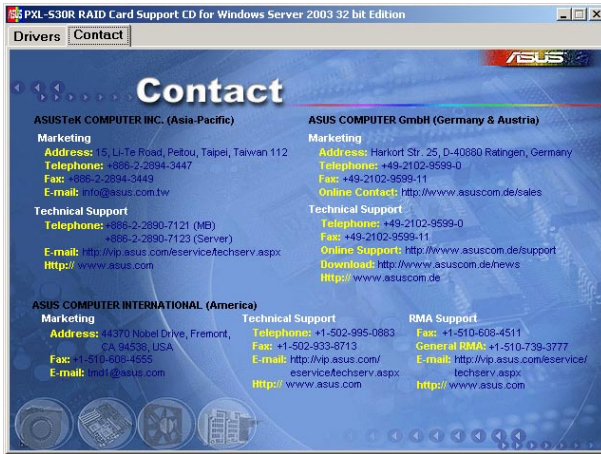 PXL-S30R RAID Card Support CD for Windows Server 2003 32 bit Edition
Drivers Contact
ASUS
Contact
ASUSTeK COMPUTER INC. (Asia-Pacific)
Marketing
Address: 15, Li-Te Road, Peitou, Taipei, Taiwan 112
Telephone: +886-2-2894-3447
Fax: +886-2-2894-3449
E-mail: info@asus.com.tw
Technical Support
Telephone: +886-2-2890-7121 (MB)
+886-2-2890-7123 (Server)
E-mail: http://vip.asus.com/eservice/techserv.aspx
Http:// www.asus.com
ASUS COMPUTER GmbH (Germany & Austria)
Marketing
Address: Harkort Str. 25, D-40880 Ratingen, Germany
Telephone: +49-2102-9599-0
Fax: +49-2102-9599-11
Online Contact: http://www.asuscom.de/sales
Technical Support
Telephone: +49-2102-9599-0
Fax: +49-2102-9599-11
Online Support: http://www.asuscom.de/support
Download: http://www.asuscom.de/news
Http:// www.asuscom.de
ASUS COMPUTER INTERNATIONAL (America)
Marketing
Address: 44370 Nobel Drive, Fremont,
CA 94538, USA
Fax: +1-510-608-4555
E-mail: tmd1@asus.com
Technical Support
Telephone: +1-502-995-0883
Fax: +1-502-933-8713
E-mail: http://vip.asus.com/
eservice/techserv.aspx
Http:// www.asus.com
RMA Support
Fax: +1-510-608-4511
General RMA: +1-510-739-3777
E-mail: http://vip.asus.com/eservice/
techserv.aspx
http:// www.asus.com